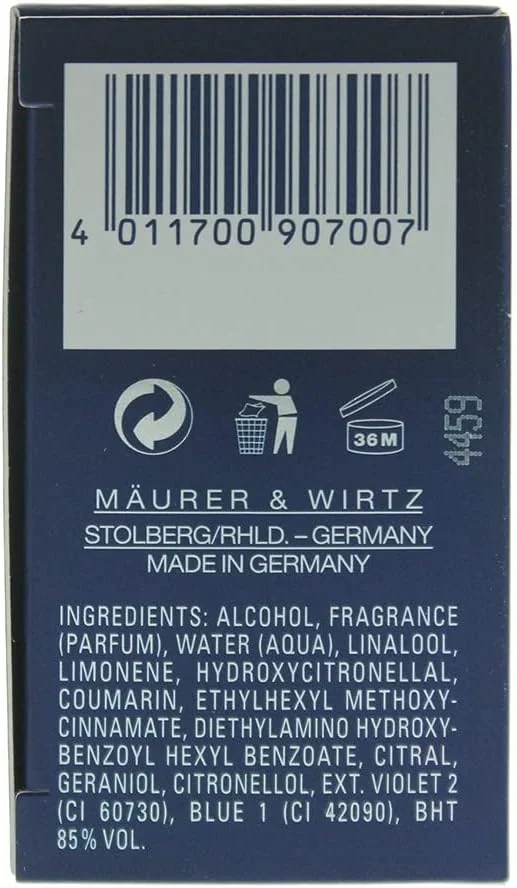 4 011700 907007
36M
4459
MÄURER & WIRTZ
STOLBERG/RHLD. – GERMANY
MADE IN GERMANY
INGREDIENTS: ALCOHOL, FRAGRANCE
(PARFUM), WATER (AQUA), LINALOOL,
LIMONENE, HYDROXYCITRONELLAL,
COUMARIN, ETHYLHEXYL METHOXY-
CINNAMATE, DIETHYLAMINO HYDROXY-
BENZOYL HEXYL BENZOATE, CITRAL,
GERANIOL, CITRONELLOL, EXT. VIOLET 2
(CI 60730), BLUE 1 (CI 42090), BHT
85% VOL.